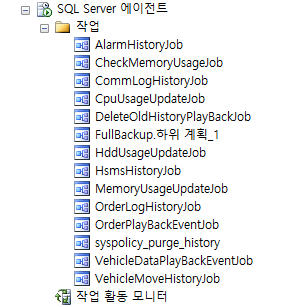 SQL Server 에이전트
작업
AlarmHistoryJob
CheckMemoryUsageJob
CommLogHistoryJob
CpuUsageUpdateJob
DeleteOldHistoryPlayBackJob
FullBackup.하위 계획_1
HddUsageUpdateJob
HsmsHistoryJob
MemoryUsageUpdateJob
OrderLogHistoryJob
OrderPlayBackEventJob
syspolicy_purge_history
VehicleDataPlayBackEventJob
VehicleMoveHistoryJob
작업 활동 모니터